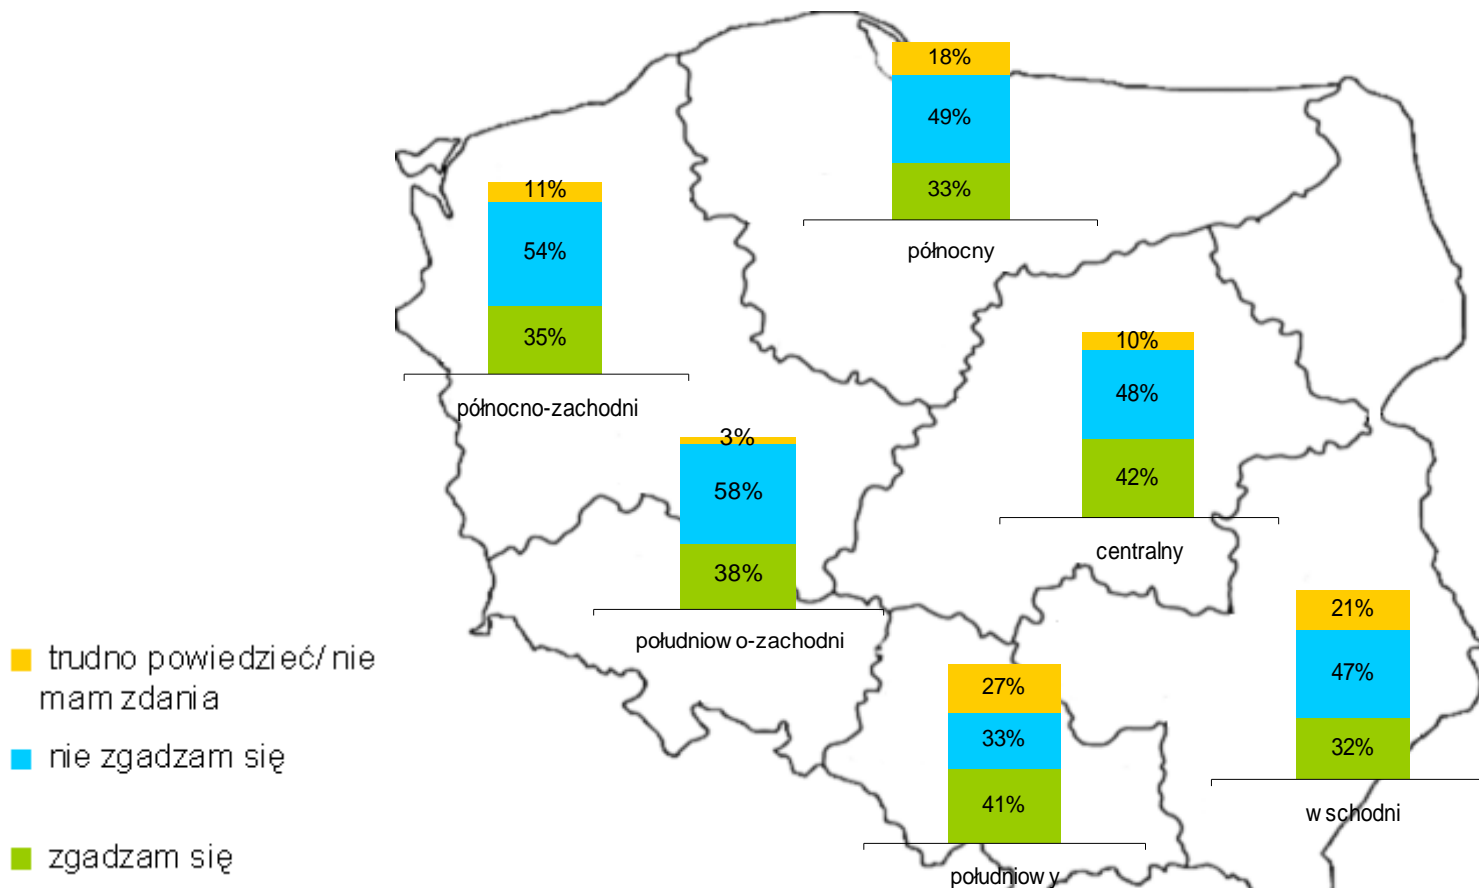 18%
49%
33%
północny
11%
54%
35%
północno-zachodni
10%
48%
42%
centralny
3%
58%
38%
południow o-zachodni
21%
47%
32%
w schodni
27%
33%
41%
południow y
trudno powiedzieć/ nie
mam zdania
nie zgadzam się
zgadzam się